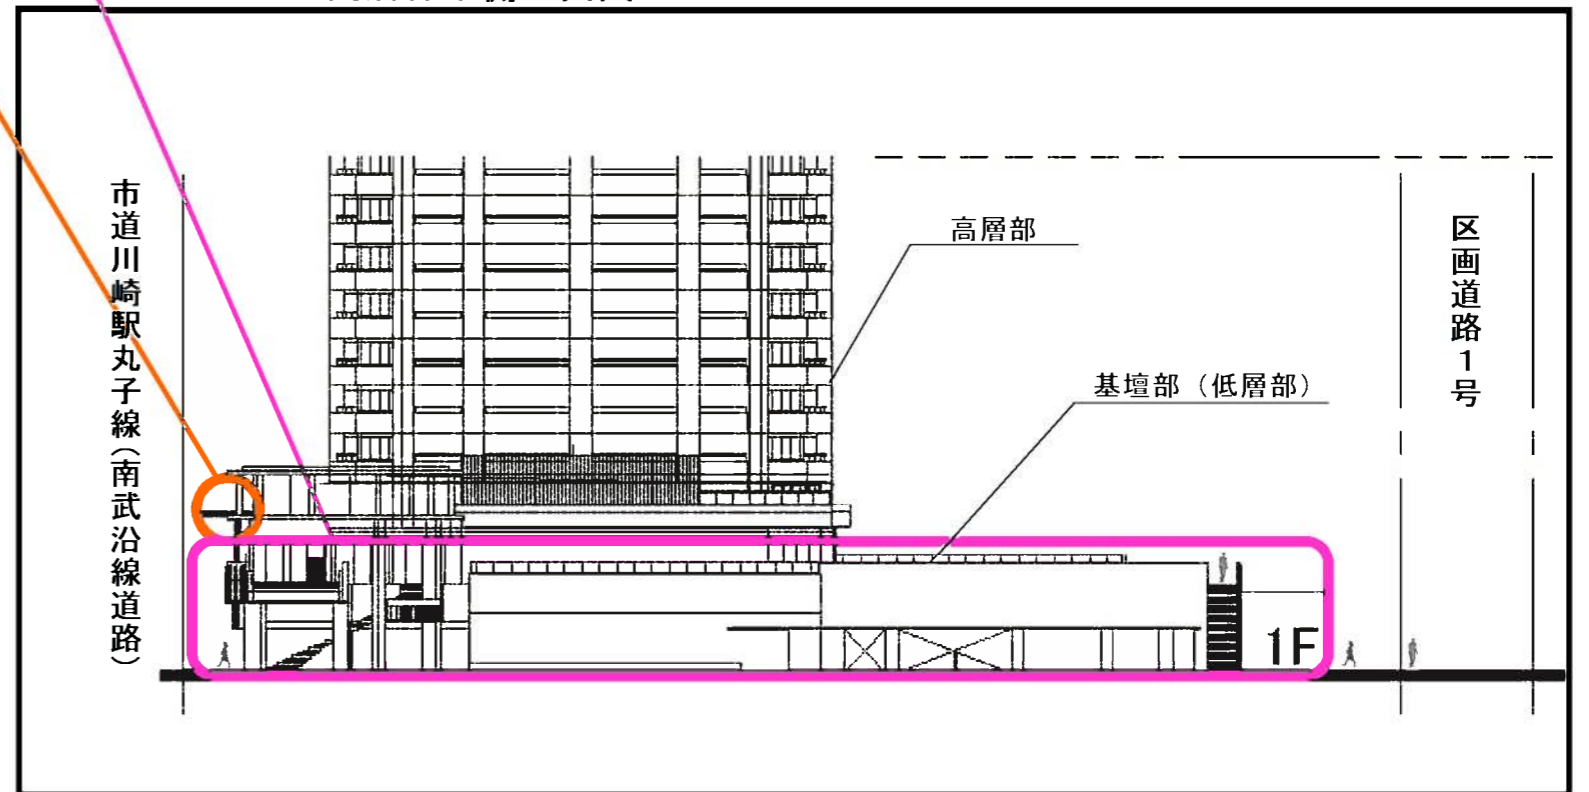 市道川崎駅丸子線（南武沿線道路）
高層部
基壇部（低層部）
区画道路１号
1F